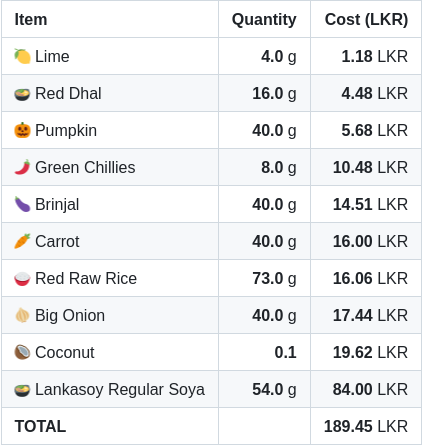 Item Quantity Cost (LKR)
🍋 Lime 4.0 g 1.18 LKR
🍲 Red Dhal 16.0 g 4.48 LKR
🎃 Pumpkin 40.0 g 5.68 LKR
🌶️ Green Chillies 8.0 g 10.48 LKR
🍆 Brinjal 40.0 g 14.51 LKR
🥕 Carrot 40.0 g 16.00 LKR
🍚 Red Raw Rice 73.0 g 16.06 LKR
🧅 Big Onion 40.0 g 17.44 LKR
🥥 Coconut 0.1 19.62 LKR
🍲 Lankasoy Regular Soya 54.0 g 84.00 LKR
TOTAL 189.45 LKR